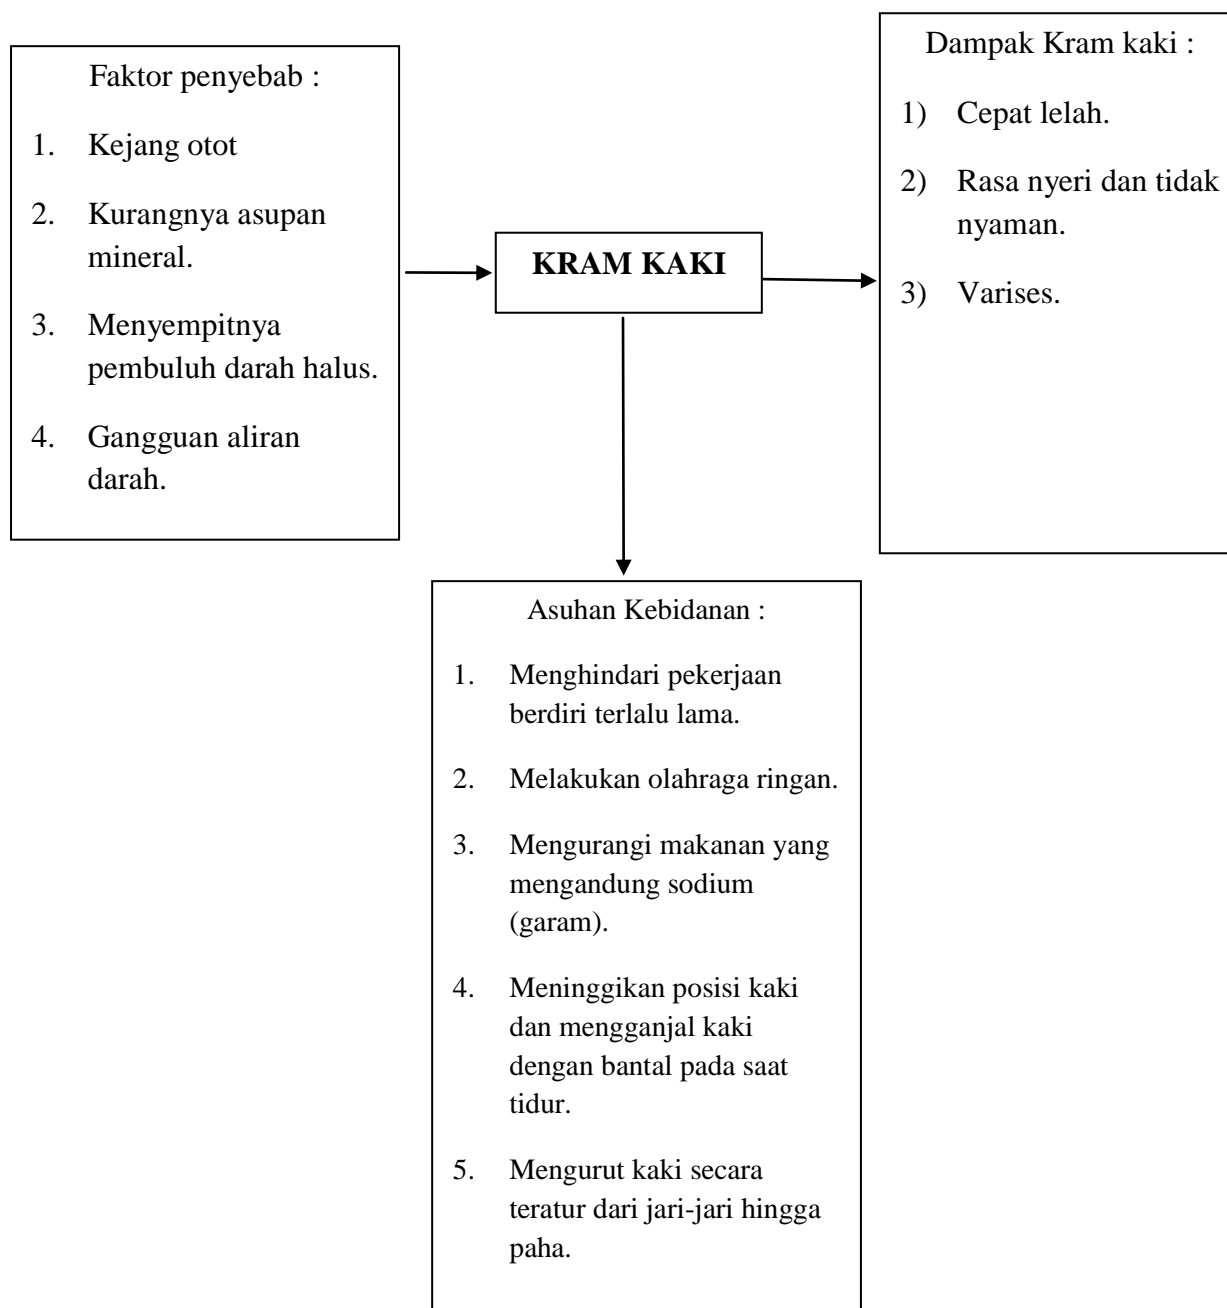 Faktor penyebab :
1. Kejang otot
2. Kurangnya asupan
mineral.
3. Menyempitnya
pembuluh darah halus.
4. Gangguan aliran
darah.
KRAM KAKI
Dampak Kram kaki :
1) Cepat lelah.
2) Rasa nyeri dan tidak
nyaman.
3) Varises.
Asuhan Kebidanan :
1. Menghindari pekerjaan
berdiri terlalu lama.
2. Melakukan olahraga ringan.
3. Mengurangi makanan yang
mengandung sodium
(garam).
4. Meninggikan posisi kaki
dan mengganjal kaki
dengan bantal pada saat
tidur.
5. Mengurut kaki secara
teratur dari jari-jari hingga
paha.